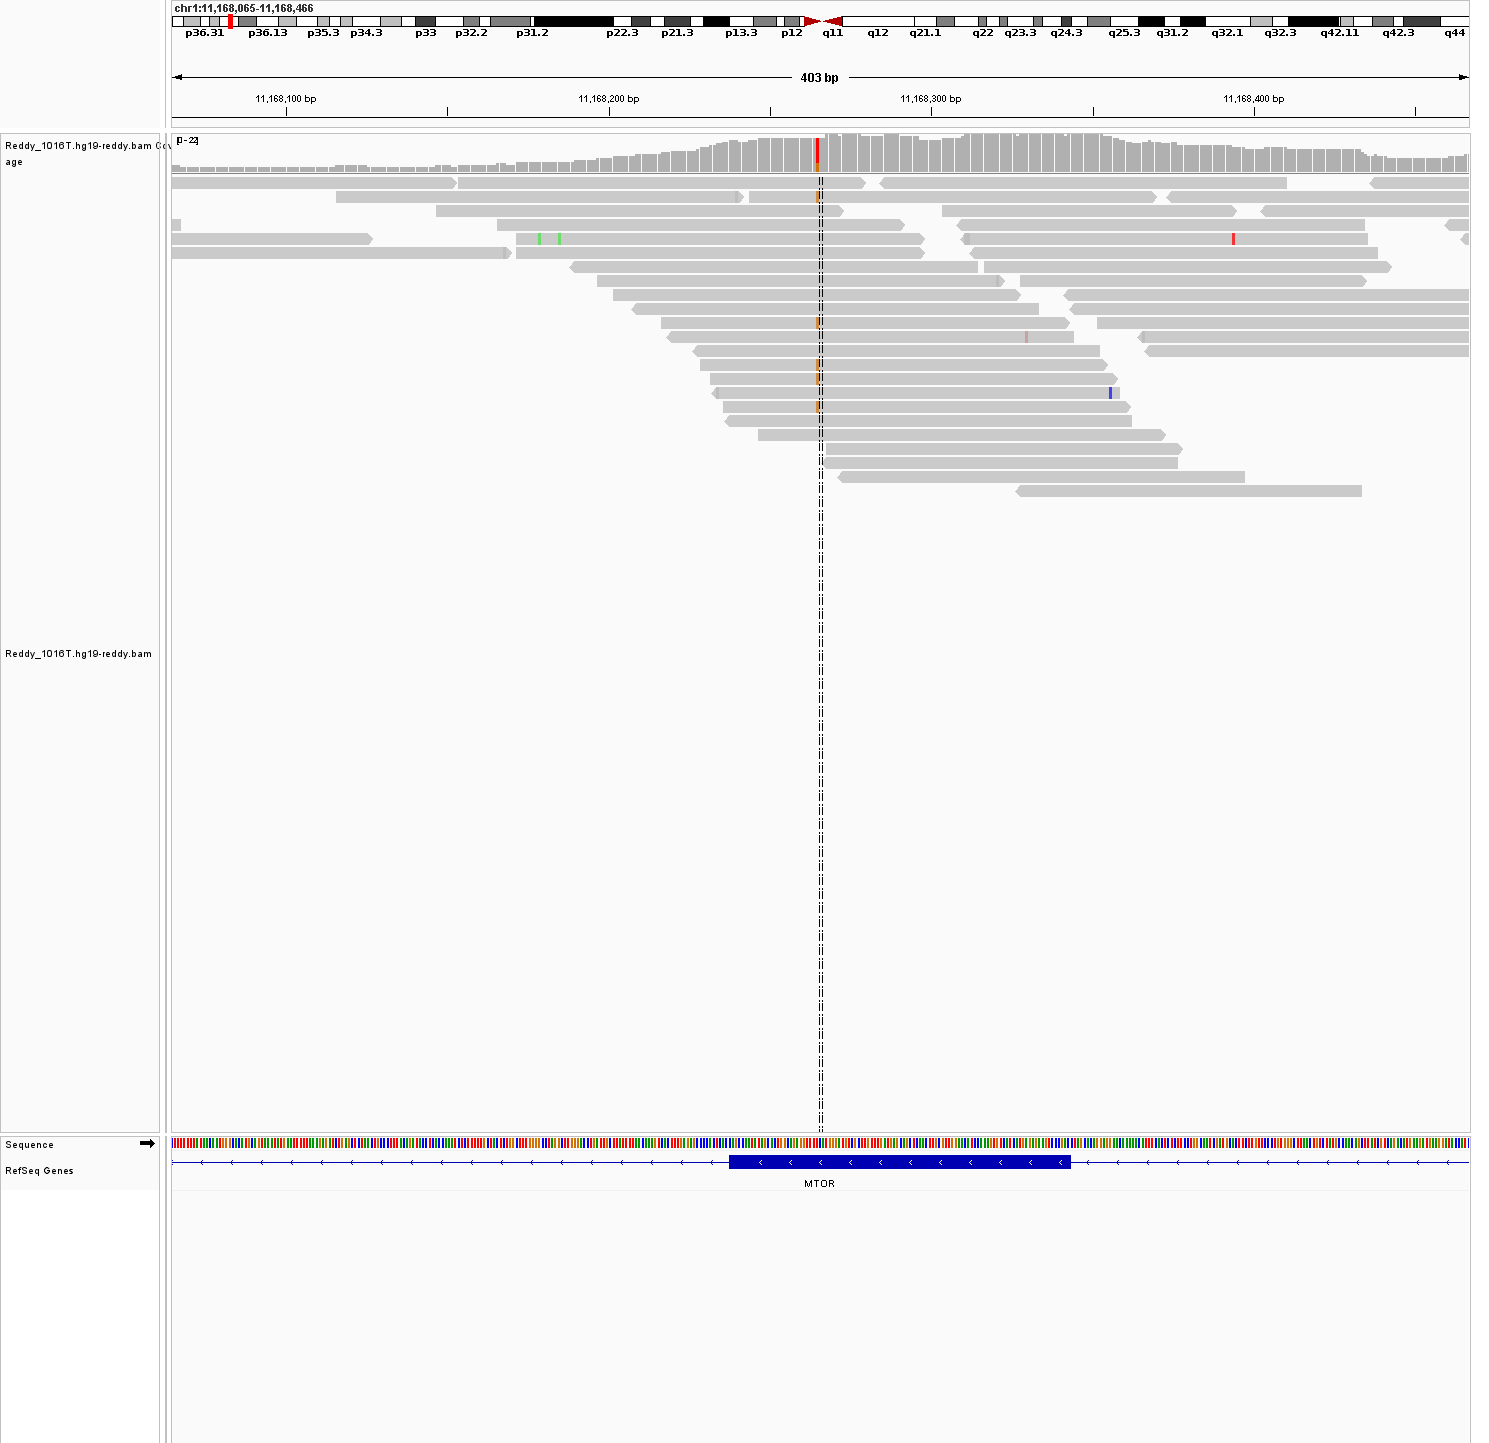 chr1:11,168,065-11,168,466
p36.31 p36.13 p35.3 p34.3 p33 p32.2 p31.2 p22.3 p21.3 p13.3 p12 q11 q12 q21.1 q22 q23.3 q24.3 q25.3 q31.2 q32.1 q32.3 q42.11 q42.3 q44
403 bp
11,168,100 bp 11,168,200 bp 11,168,300 bp 11,168,400 bp
Reddy_1016T.hg19-reddy.bam Cov
age
[0-22]
Reddy_1016T.hg19-reddy.bam
Sequence
RefSeq Genes
MTOR